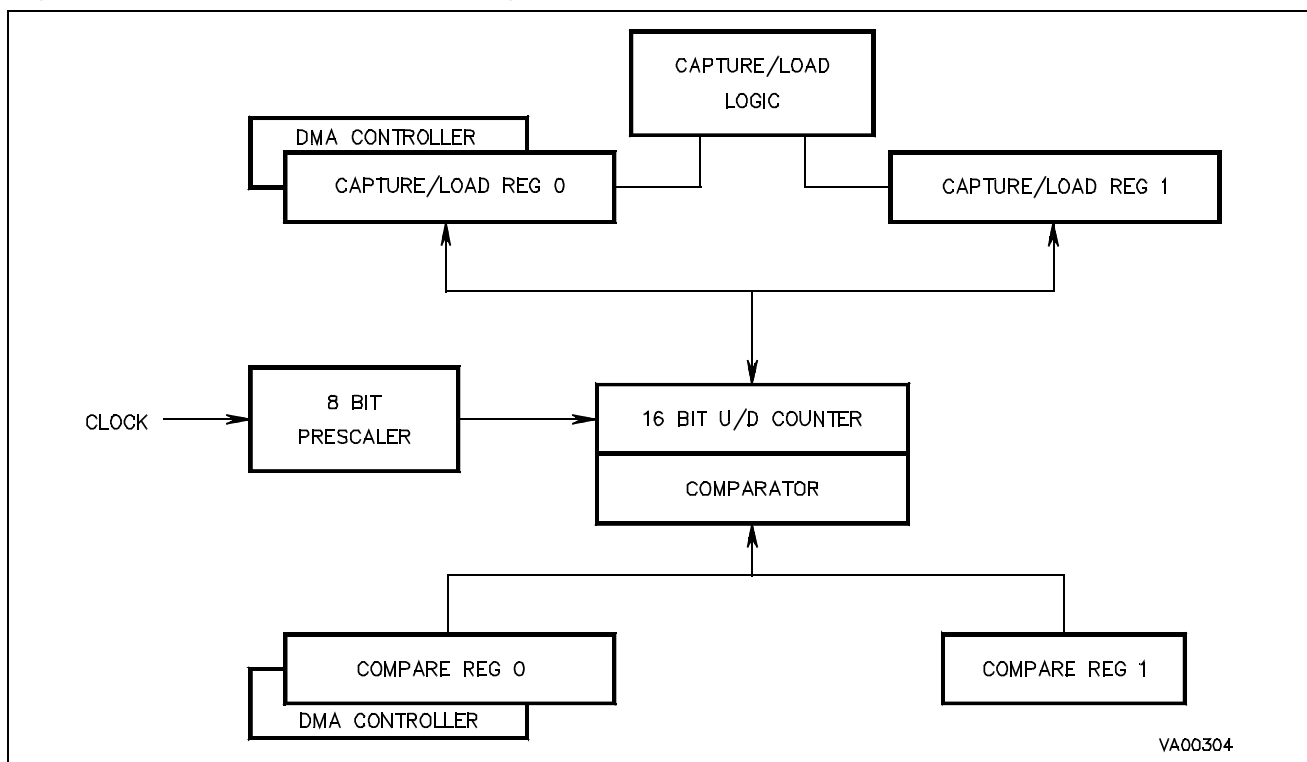 CAPTURE/LOAD
LOGIC
DMA CONTROLLER
CAPTURE/LOAD REG 0
CAPTURE/LOAD REG 1
CLOCK
8 BIT
PRESCALER
16 BIT U/D COUNTER
COMPARATOR
COMPARE REG 0
COMPARE REG 1
DMA CONTROLLER
VA00304